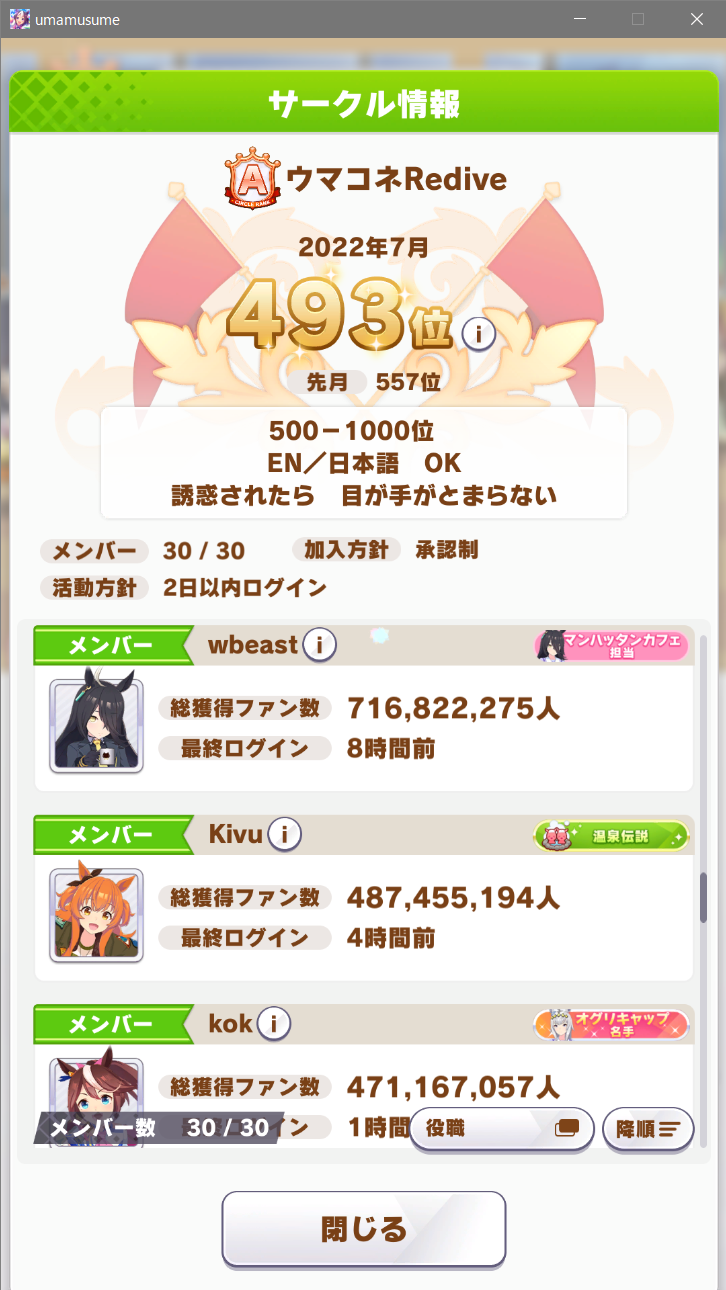 umamusume
サークル情報
A
CIRCLE RANK
ウマコネRedive
2022年7月
493位
i
先月 557位
500－1000位
EN／日本語　OK
誘惑されたら　目が手がとまらない
メンバー 30 / 30 加入方針 承認制
活動方針 2日以内ログイン
メンバー wbeast i マンハッタンカフェ
担当
総獲得ファン数 716,822,275人
最終ログイン 8時間前
メンバー Kivu i 温泉伝説
総獲得ファン数 487,455,194人
最終ログイン 4時間前
メンバー kok i オグリキャップ
名手
総獲得ファン数 471,167,057人
メンバー数 30 / 30 イン 1時間 役職 降順
閉じる